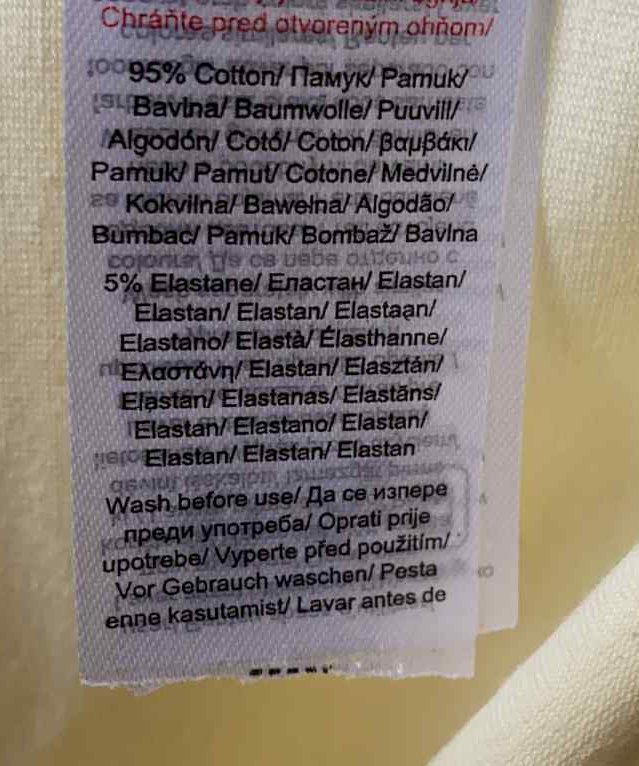 Chráňte pred otvoreným ohňom/
95% Cotton/ Памук/ Pamuk/
Bavlna/ Baumwolle/ Puuvill/
Algodón/ Cotó/ Coton/ βαμβάκι/
Pamuk/ Pamut/ Cotone/ Medvilnė/
Kokvilna/ Bawełna/ Algodão/
Bumbac/ Pamuk/ Bombaž/ Bavlna
5% Elastane/ Еластан/ Elastan/
Elastan/ Elastan/ Elastaan/
Elastano/ Elastà/ Élasthanne/
Ελαστάνη/ Elastan/ Elasztán/
Elastan/ Elastanas/ Elastāns/
Elastan/ Elastano/ Elastan/
Elastan/ Elastan/ Elastan
Wash before use/ Да се изпере
преди употреба/ Oprati prije
upotrebe/ Vyperte před použitím/
Vor Gebrauch waschen/ Pesta
enne kasutamist/ Lavar antes de